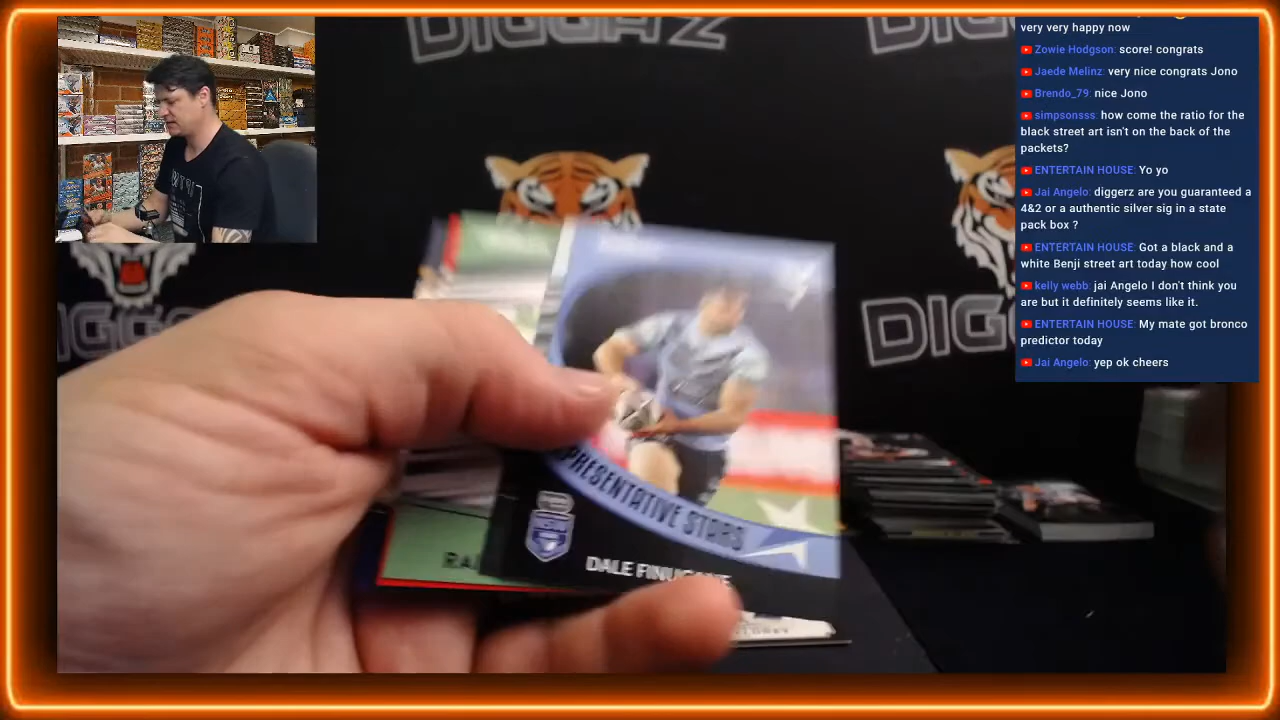 DIGGAZ
very very happy now
Zowie Hodgson: score! congrats
Jaede Melinz: very nice congrats Jono
Brendo_79: nice Jono
simpsonsss: how come the ratio for the
black street art isn't on the back of the
packets?
ENTERTAIN HOUSE: Yo yo
Jai Angelo: diggerz are you guaranteed a
4&2 or a authentic silver sig in a state
pack box ?
ENTERTAIN HOUSE: Got a black and a
white Benji street art today how cool
kelly webb: jai Angelo I don't think you
are but it definitely seems like it.
ENTERTAIN HOUSE: My mate got bronco
predictor today
Jai Angelo: yep ok cheers
PRESENTATIVE STARS
DALE